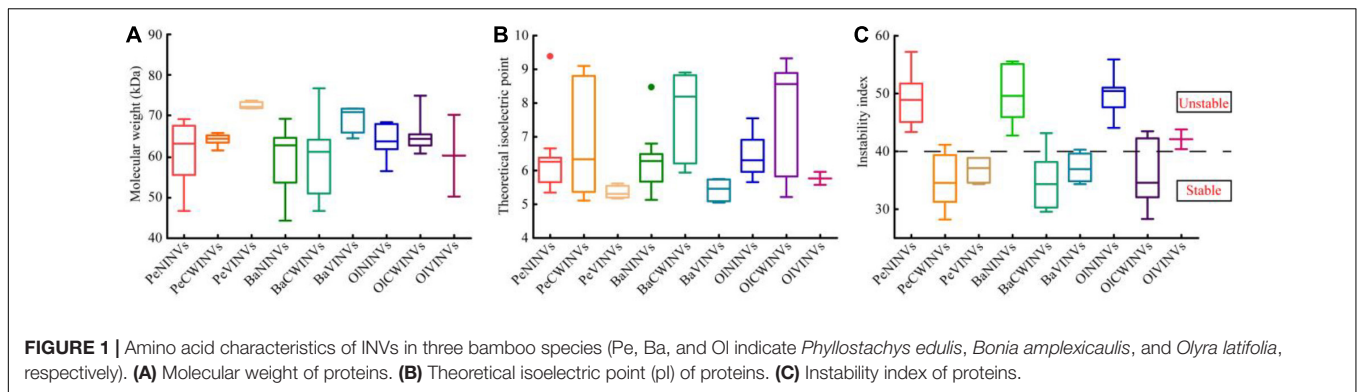 A
Molecular weight (kDa)
90
80
70
60
50
40
PeNINVs
PeCWINVs
PeVINVs
BaNINVs
BaCWINVs
BaVINVs
OlNINVs
OlCWINVs
OlVINVs
B
Theoretical isoelectric point
10
9
8
7
6
5
4
PeNINVs
PeCWINVs
PeVINVs
BaNINVs
BaCWINVs
BaVINVs
OlNINVs
OlCWINVs
OlVINVs
C
Instability index
60
50
40
30
Unstable
Stable
PeNINVs
PeCWINVs
PeVINVs
BaNINVs
BaCWINVs
BaVINVs
OlNINVs
OlCWINVs
OlVINVs
FIGURE 1 | Amino acid characteristics of INVs in three bamboo species (Pe, Ba, and Ol indicate Phyllostachys edulis, Bonia amplexicaulis, and Olyra latifolia,
respectively). (A) Molecular weight of proteins. (B) Theoretical isoelectric point (pI) of proteins. (C) Instability index of proteins.